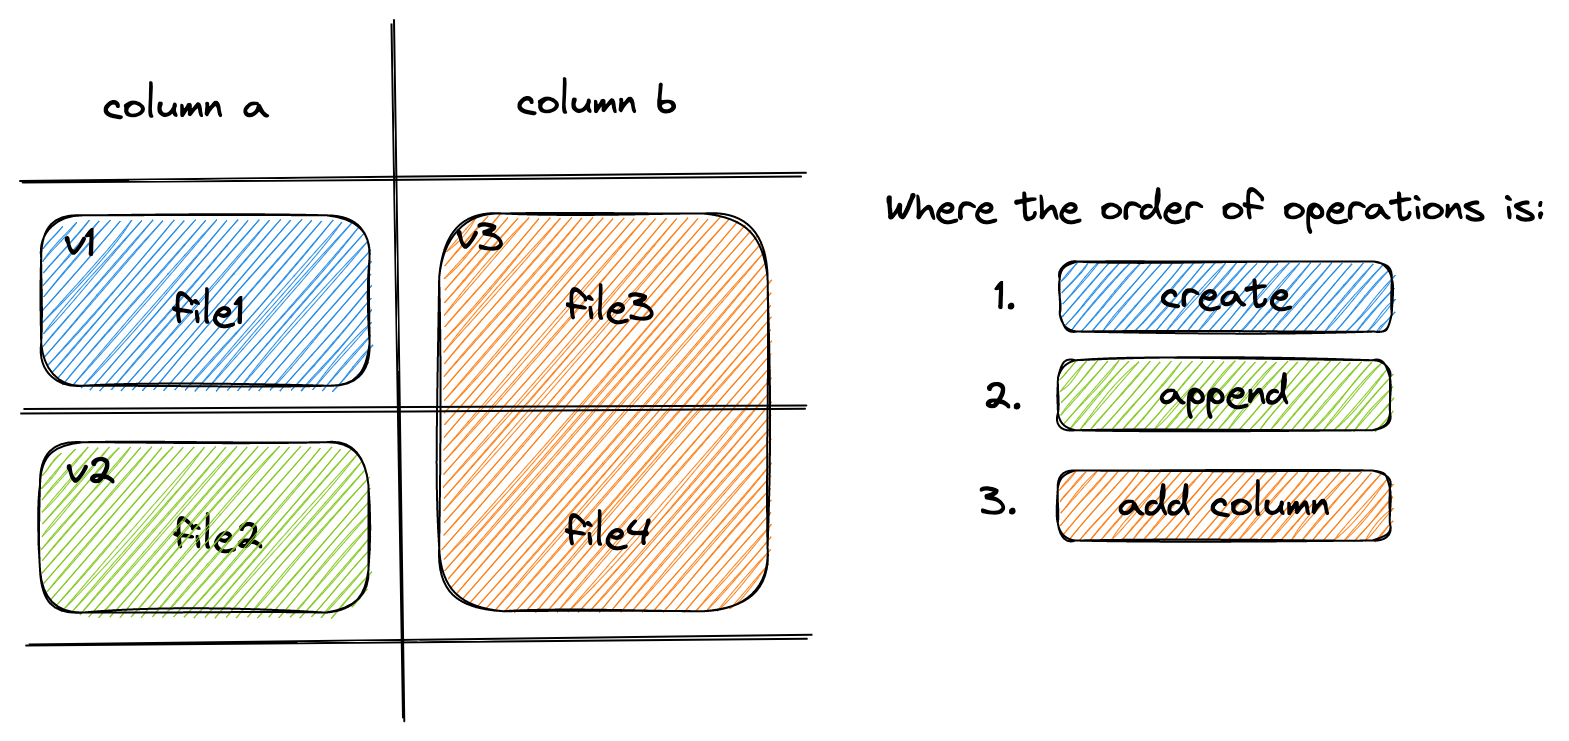 column a
column b
v1
file1
v3
file3
v2
file2
file4
Where the order of operations is:
1. create
2. append
3. add column